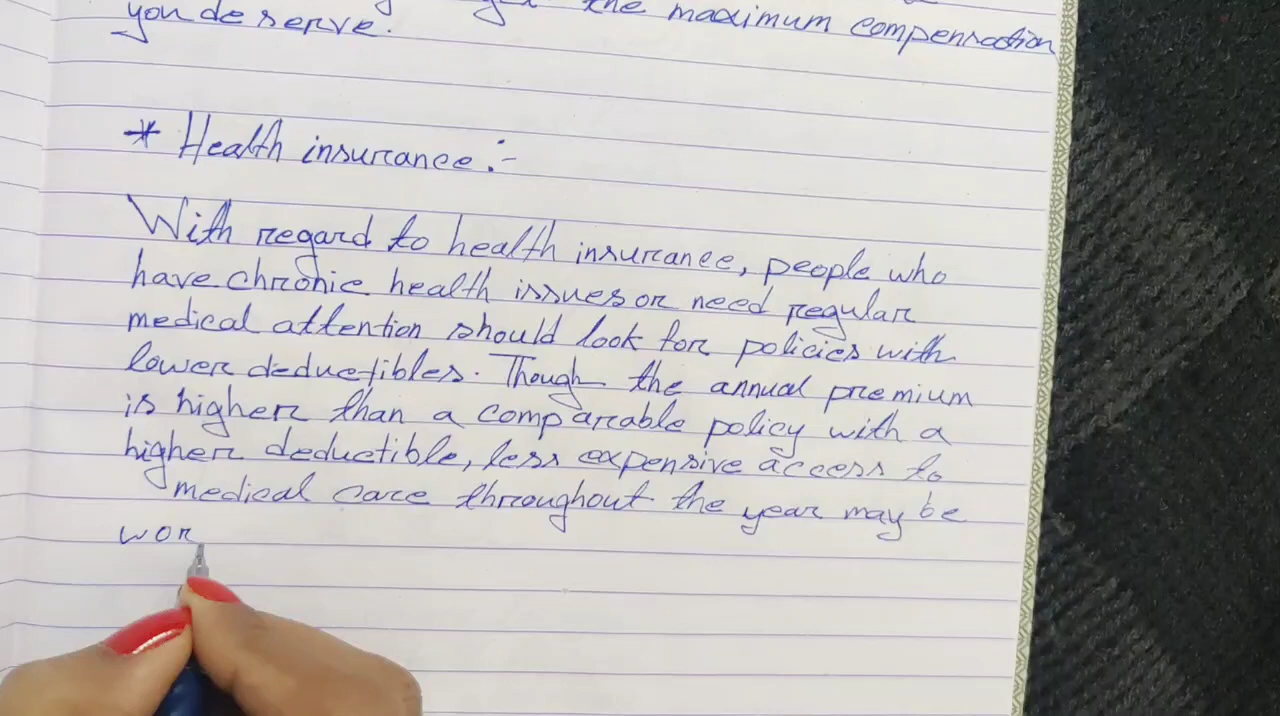 the maximum compensation
you deserve.
* Health insurance:-
With regard to health insurance, people who
have chronic health issues or need regular
medical attention should look for policies with
lower deductibles. Though the annual premium
is higher than a comparable policy with a
higher deductible, less expensive access to
medical care throughout the year may be
wor